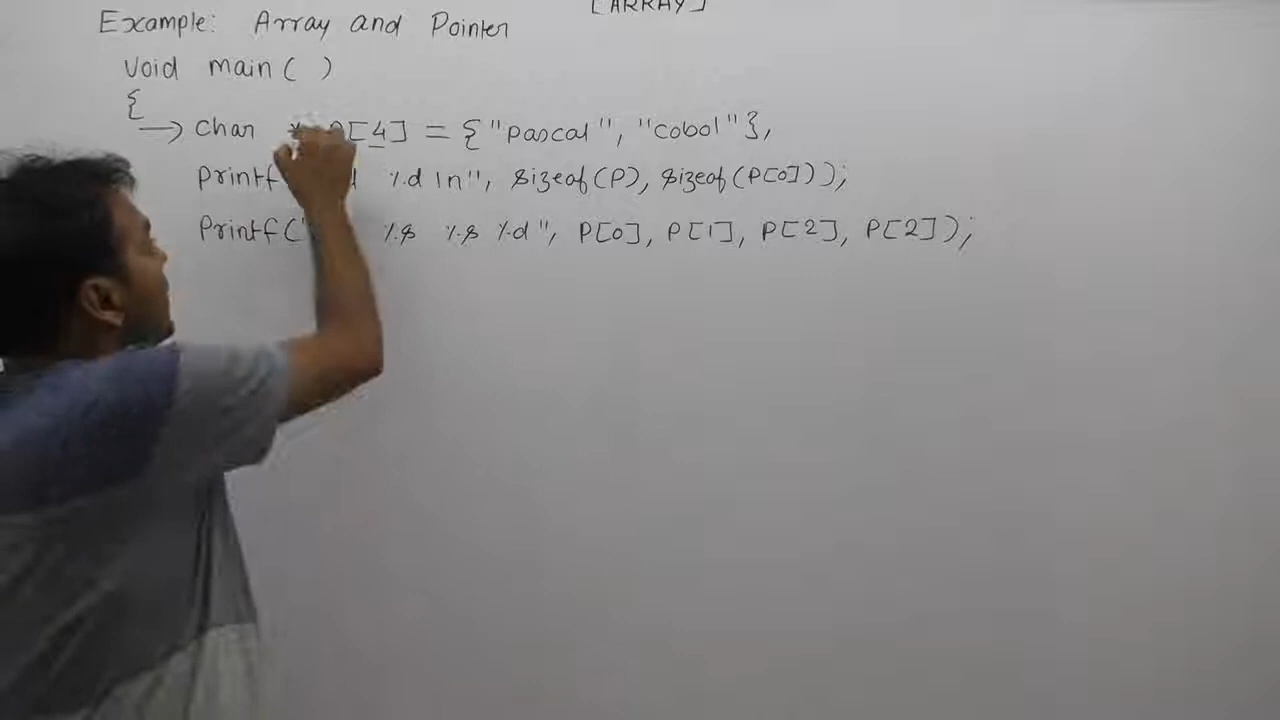 [ARRAY]
Example: Array and Pointer
Void main( )
{
→ Char * P[4] = {"pascal", "cobol"},
Printf %d \n", sizeof(P), sizeof(P[0]));
Printf(" %s %s %d", P[0], P[1], P[2], P[2]);